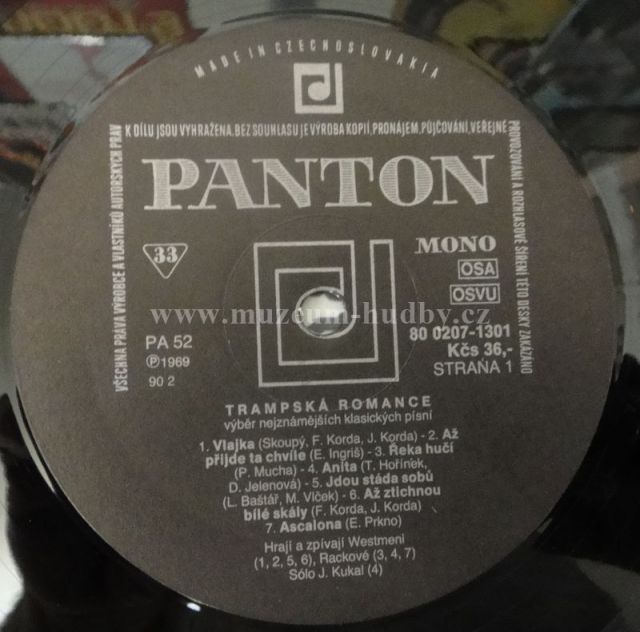 MADE IN CZECHOSLOVAKIA
VŠECHNA PRÁVA VÝROBCE A VLASTNÍKŮ AUTORSKÝCH PRÁV
K DÍLU JSOU VYHRAŽENA. BEZ SOUHLASU JE VÝROBA KOPIÍ, PRONÁJEM, PŮJČOVÁNÍ, VEŘEJNÉ
PROVOZOVÁNÍ A ROZHLASOVÉ ŠÍŘENÍ TÉTO DESKY ZAKÁZÁNO
PANTON
33
MONO
OSA
OSVU
www.muzeum-hudby.cz
PA 52
Ⓟ1969
90 2
80 0207-1301
Kčs 36,-
STRANA 1
TRAMPSKÁ ROMANCE
výběr nejznámějších klasických písní
1. Vlajka (Skoupý, F. Korda, J. Korda) - 2. Až
přijde ta chvíle (E. Ingriš) - 3. Řeka hučí
(P. Mucha) - 4. Anita (T. Hořínek,
D. Jelenová) - 5. Jdou stáda sobů
(L. Baštář, M. Vlček) - 6. Až ztichnou
bílé skály (F. Korda, J. Korda)
7. Ascalona (E. Prkno)
Hrají a zpívají Westmeni
(1, 2, 5, 6), Rackové (3, 4, 7)
Sólo J. Kukal (4)